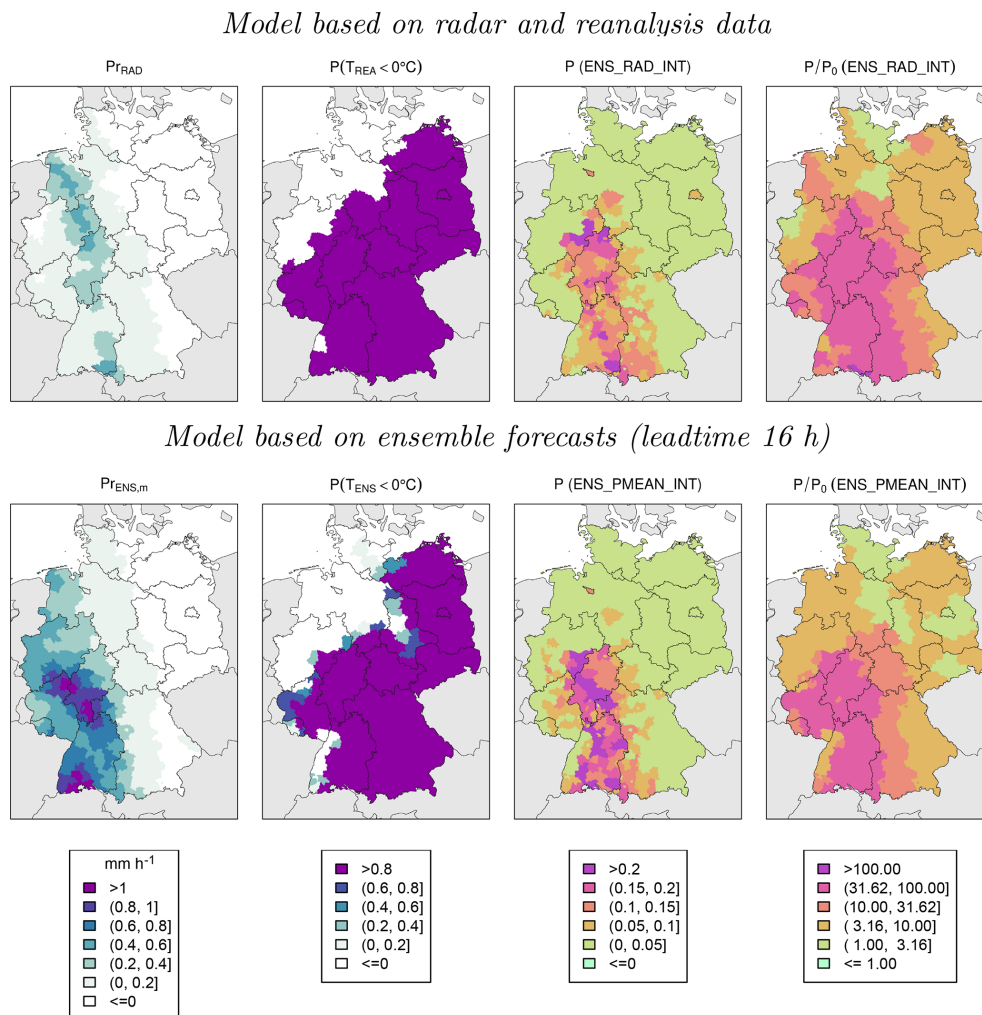 Model based on radar and reanalysis data
Pr_RAD
P(T_REA < 0°C)
P (ENS_RAD_INT)
P/P_0 (ENS_RAD_INT)
Model based on ensemble forecasts (leadtime 16 h)
Pr_ENS,m
P(T_ENS < 0°C)
P (ENS_PMEAN_INT)
P/P_0 (ENS_PMEAN_INT)
mm h^-1
>1
(0.8, 1]
(0.6, 0.8]
(0.4, 0.6]
(0.2, 0.4]
(0, 0.2]
<=0
>0.8
(0.6, 0.8]
(0.4, 0.6]
(0.2, 0.4]
(0, 0.2]
<=0
>0.2
(0.15, 0.2]
(0.1, 0.15]
(0.05, 0.1]
(0, 0.05]
<=0
>100.00
(31.62, 100.00]
(10.00, 31.62]
( 3.16, 10.00]
( 1.00, 3.16]
<= 1.00